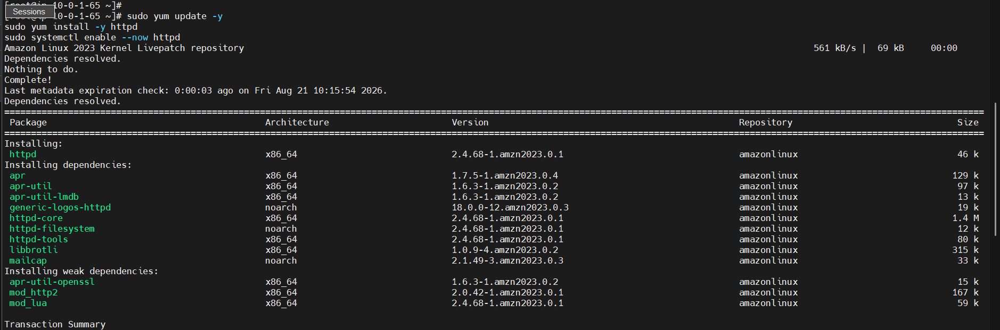 [root@ip-10-0-1-65 ~]#
Sessions
[root@ip-10-0-1-65 ~]# sudo yum update -y
sudo yum install -y httpd
sudo systemctl enable --now httpd
Amazon Linux 2023 Kernel Livepatch repository 561 kB/s | 69 kB 00:00
Dependencies resolved.
Nothing to do.
Complete!
Last metadata expiration check: 0:00:03 ago on Fri Aug 21 10:15:54 2026.
Dependencies resolved.
================================================================================
Package Architecture Version Repository Size
================================================================================
Installing:
httpd x86_64 2.4.68-1.amzn2023.0.1 amazonlinux 46 k
Installing dependencies:
apr x86_64 1.7.5-1.amzn2023.0.4 amazonlinux 129 k
apr-util x86_64 1.6.3-1.amzn2023.0.2 amazonlinux 97 k
apr-util-lmdb x86_64 1.6.3-1.amzn2023.0.2 amazonlinux 13 k
generic-logos-httpd noarch 18.0.0-12.amzn2023.0.3 amazonlinux 19 k
httpd-core x86_64 2.4.68-1.amzn2023.0.1 amazonlinux 1.4 M
httpd-filesystem noarch 2.4.68-1.amzn2023.0.1 amazonlinux 12 k
httpd-tools x86_64 2.4.68-1.amzn2023.0.1 amazonlinux 80 k
libbrotli x86_64 1.0.9-4.amzn2023.0.2 amazonlinux 315 k
mailcap noarch 2.1.49-3.amzn2023.0.3 amazonlinux 33 k
Installing weak dependencies:
apr-util-openssl x86_64 1.6.3-1.amzn2023.0.2 amazonlinux 15 k
mod_http2 x86_64 2.0.42-1.amzn2023.0.1 amazonlinux 167 k
mod_lua x86_64 2.4.68-1.amzn2023.0.1 amazonlinux 59 k
Transaction Summary